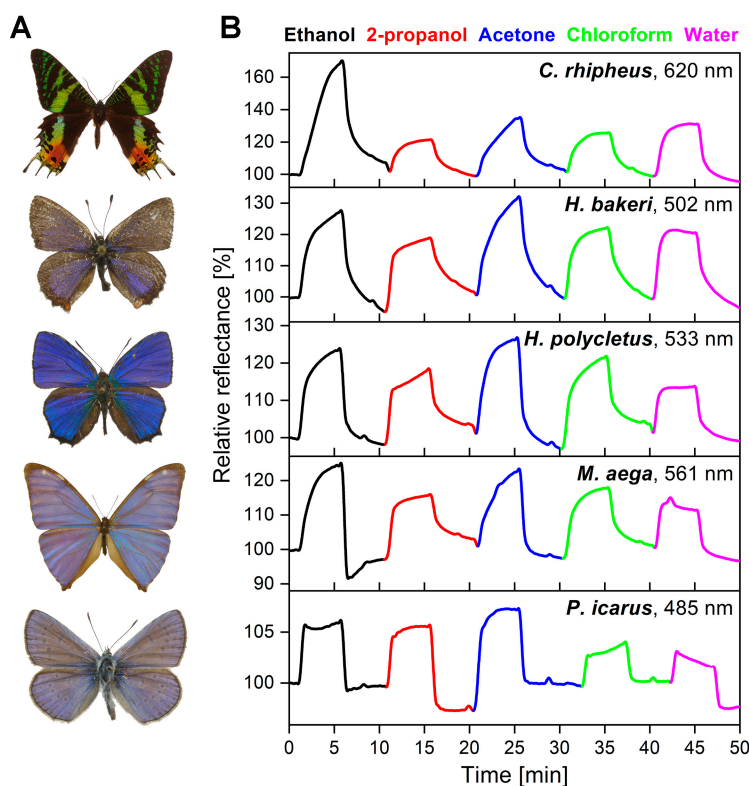 A
B
Ethanol 2-propanol Acetone Chloroform Water
C. rhipheus, 620 nm
160
140
120
100
H. bakeri, 502 nm
130
120
110
100
H. polycletus, 533 nm
130
120
110
100
M. aega, 561 nm
120
110
100
90
P. icarus, 485 nm
105
100
Relative reflectance [%]
0 5 10 15 20 25 30 35 40 45 50
Time [min]